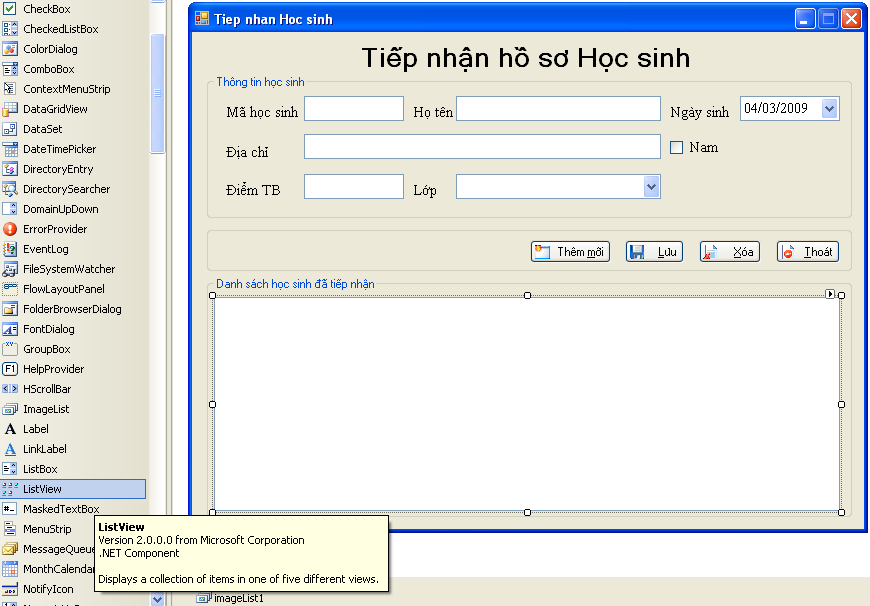 CheckBox
CheckedListBox
ColorDialog
ComboBox
ContextMenuStrip
DataGridView
DataSet
DateTimePicker
DirectoryEntry
DirectorySearcher
DomainUpDown
ErrorProvider
EventLog
FileSystemWatcher
FlowLayoutPanel
FolderBrowserDialog
FontDialog
GroupBox
HelpProvider
HScrollBar
ImageList
Label
LinkLabel
ListBox
ListView
MaskedTextBox
MenuStrip
MessageQueue
MonthCalendar
NotifyIcon
ListView
Version 2.0.0.0 from Microsoft Corporation
.NET Component
Displays a collection of items in one of five different views.
Tiep nhan Hoc sinh
Tiếp nhận hồ sơ Học sinh
Thông tin học sinh
Mã học sinh Họ tên Ngày sinh 04/03/2009
Địa chỉ Nam
Điểm TB Lớp
Thêm mới Lưu Xóa Thoát
Danh sách học sinh đã tiếp nhận
imageList1